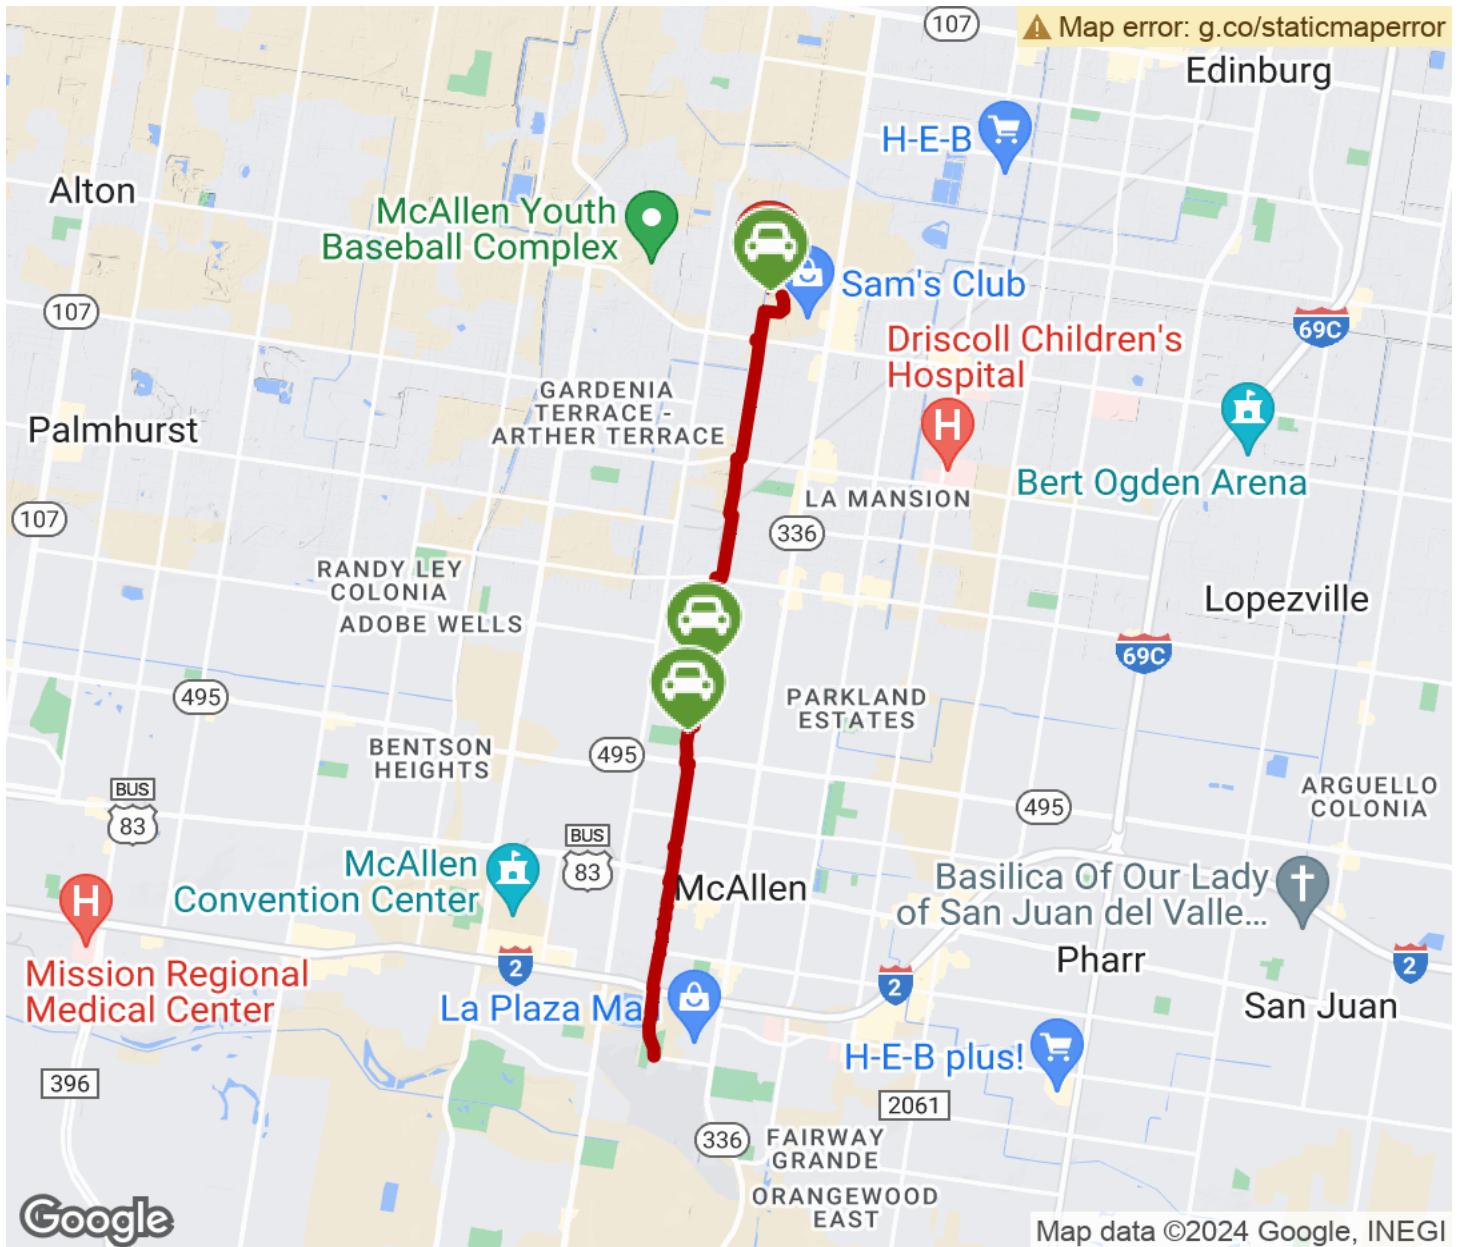 107
Map error: g.co/staticmaperror
Edinburg
H-E-B
Alton
McAllen Youth
Baseball Complex
Sam's Club
107
69C
Driscoll Children's
Hospital
H
GARDENIA
TERRACE -
ARTHER TERRACE
Palmhurst
Bert Ogden Arena
LA MANSION
107
336
RANDY LEY
COLONIA
ADOBE WELLS
Lopezville
69C
495
PARKLAND
ESTATES
BENTSON
HEIGHTS
495
BUS
83
ARGUELLO
COLONIA
495
BUS
83
McAllen
Convention Center
McAllen
Basilica Of Our Lady
of San Juan del Valle...
H
Pharr
2
2
2
Mission Regional
Medical Center
La Plaza Ma
San Juan
H-E-B plus!
396
2061
336
FAIRWAY
GRANDE
ORANGEWOOD
EAST
Google
Map data ©2024 Google, INEGI